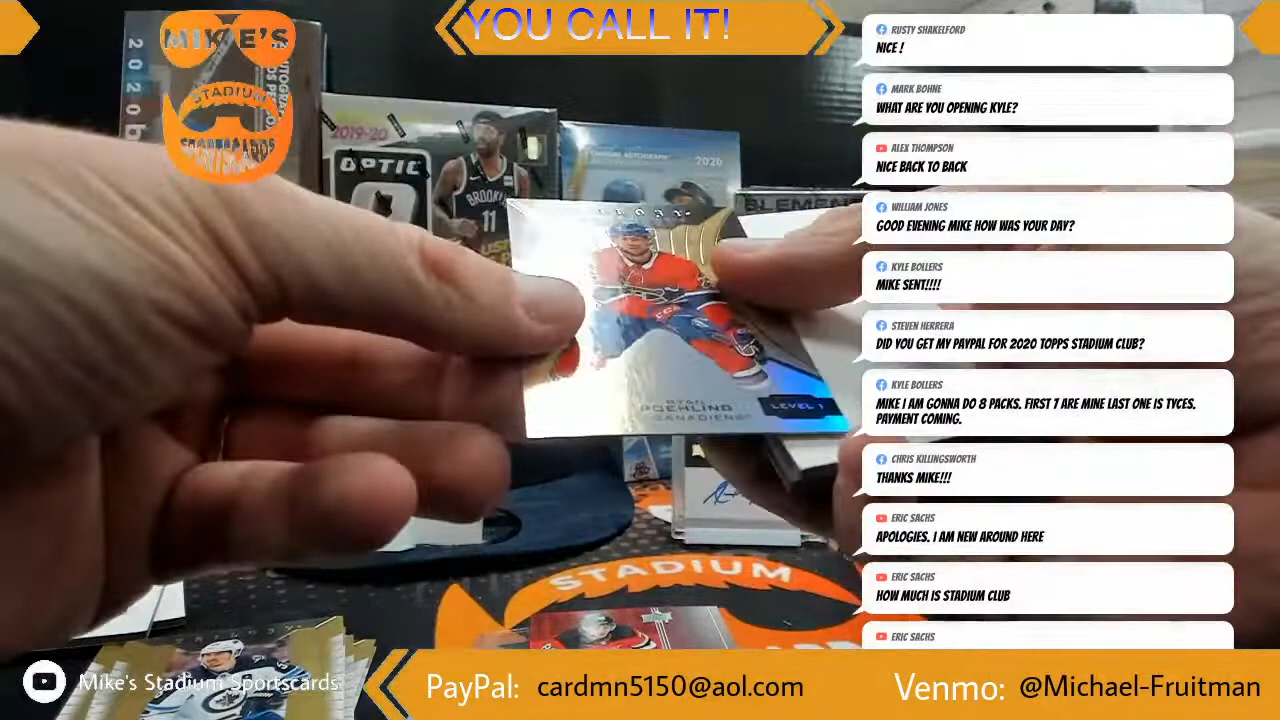 YOU CALL IT!
MIKE'S
STADIUM
SPORTSCARDS
2020
2019-20
OPTIC
BROOKLYN
11
CHROME AUTOGRAPH
2020
RYAN
POEHLING
CANADIENS
LEVEL 1
STADIUM
RUSTY SHAKELFORD
NICE !
MARK BOHNE
WHAT ARE YOU OPENING KYLE?
ALEX THOMPSON
NICE BACK TO BACK
WILLIAM JONES
GOOD EVENING MIKE HOW WAS YOUR DAY?
KYLE BOLLERS
MIKE SENT!!!!
STEVEN HERRERA
DID YOU GET MY PAYPAL FOR 2020 TOPPS STADIUM CLUB?
KYLE BOLLERS
MIKE I AM GONNA DO 8 PACKS. FIRST 7 ARE MINE LAST ONE IS TYCES.
PAYMENT COMING.
CHRIS KILLINGSWORTH
THANKS MIKE!!!
ERIC SACHS
APOLOGIES. I AM NEW AROUND HERE
ERIC SACHS
HOW MUCH IS STADIUM CLUB
ERIC SACHS
Mike's Stadium Sportscards
PayPal: cardmn5150@aol.com
Venmo: @Michael-Fruitman